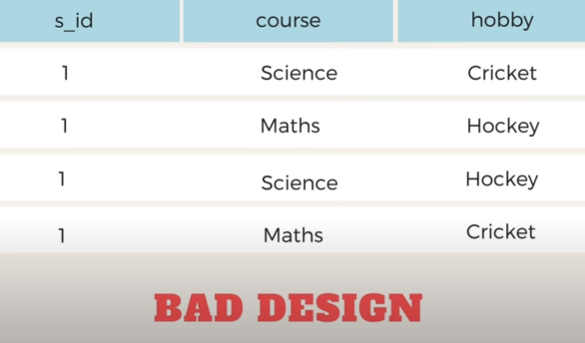 s_id course hobby
1 Science Cricket
1 Maths Hockey
1 Science Hockey
1 Maths Cricket
BAD DESIGN